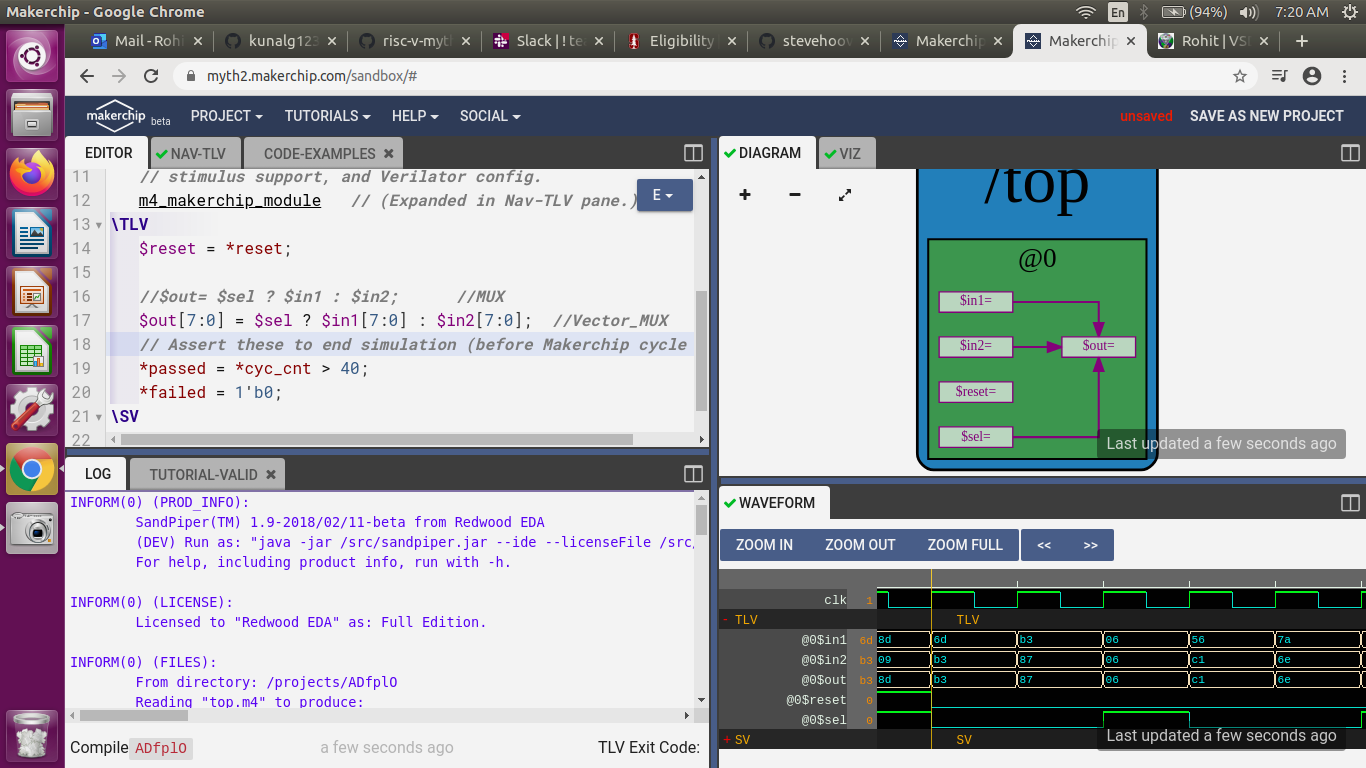 Makerchip - Google Chrome
En
(94%)
7:20 AM
Mail - Rohi
kunalg123
risc-v-myth
Slack | ! te
Eligibility
stevehoov
Makerchip
Makerchip
Rohit | VSD
myth2.makerchip.com/sandbox/#
makerchip beta
PROJECT
TUTORIALS
HELP
SOCIAL
unsaved
SAVE AS NEW PROJECT
EDITOR
NAV-TLV
CODE-EXAMPLES
E
11 // stimulus support, and Verilator config.
12 m4_makerchip_module // (Expanded in Nav-TLV pane.)
13 \TLV
14 $reset = *reset;
15
16 //$out= $sel ? $in1 : $in2; //MUX
17 $out[7:0] = $sel ? $in1[7:0] : $in2[7:0]; //Vector_MUX
18 // Assert these to end simulation (before Makerchip cycle
19 *passed = *cyc_cnt > 40;
20 *failed = 1'b0;
21 \SV
22
LOG
TUTORIAL-VALID
INFORM(0) (PROD_INFO):
SandPiper(TM) 1.9-2018/02/11-beta from Redwood EDA
(DEV) Run as: "java -jar /src/sandpiper.jar --ide --licenseFile /src/
For help, including product info, run with -h.
INFORM(0) (LICENSE):
Licensed to "Redwood EDA" as: Full Edition.
INFORM(0) (FILES):
From directory: /projects/ADfplO
Reading "top.m4" to produce:
Compile ADfplO
a few seconds ago
TLV Exit Code:
DIAGRAM
VIZ
/top
@0
$in1=
$in2=
$out=
$reset=
$sel=
Last updated a few seconds ago
WAVEFORM
ZOOM IN
ZOOM OUT
ZOOM FULL
<<
>>
clk 1
- TLV TLV
@0$in1 6d 8d 6d b3 06 56 7a
@0$in2 b3 09 b3 87 06 c1 6e
@0$out b3 8d b3 87 06 c1 6e
@0$reset 0
@0$sel 0
+ SV SV
Last updated a few seconds ago